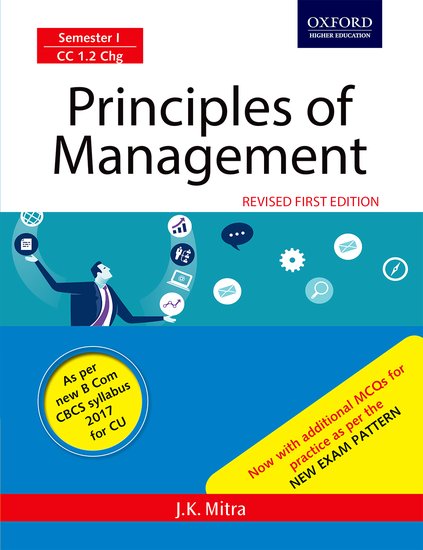 Semester I
CC 1.2 Chg
OXFORD
HIGHER EDUCATION
Principles of
Management
REVISED FIRST EDITION
As per
new B Com
CBCS syllabus
2017
for CU
Now with additional MCQs for
practice as per the
NEW EXAM PATTERN
J.K. Mitra